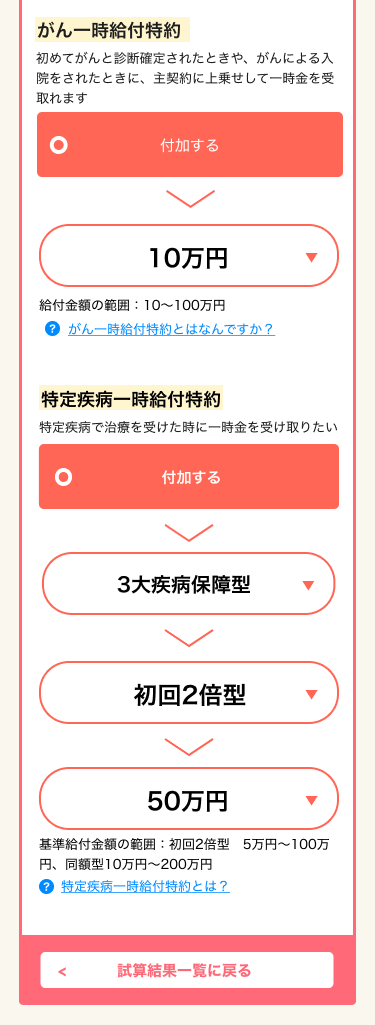 がん一時給付特約
初めてがんと診断確定されたときや、がんによる入
院をされたときに、主契約に上乗せして一時金を受
取れます
付加する
10万円
給付金額の範囲：10〜100万円
? がん一時給付特約とはなんですか？
特定疾病一時給付特約
特定疾病で治療を受けた時に一時金を受け取りたい
付加する
3大疾病保障型
初回2倍型
50万円
基準給付金額の範囲：初回2倍型　5万円〜100万
円、同額型10万円〜200万円
? 特定疾病一時給付特約とは？
< 試算結果一覧に戻る